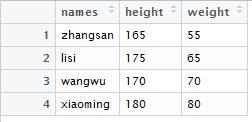 names height weight
1 zhangsan 165 55
2 lisi 175 65
3 wangwu 170 70
4 xiaoming 180 80